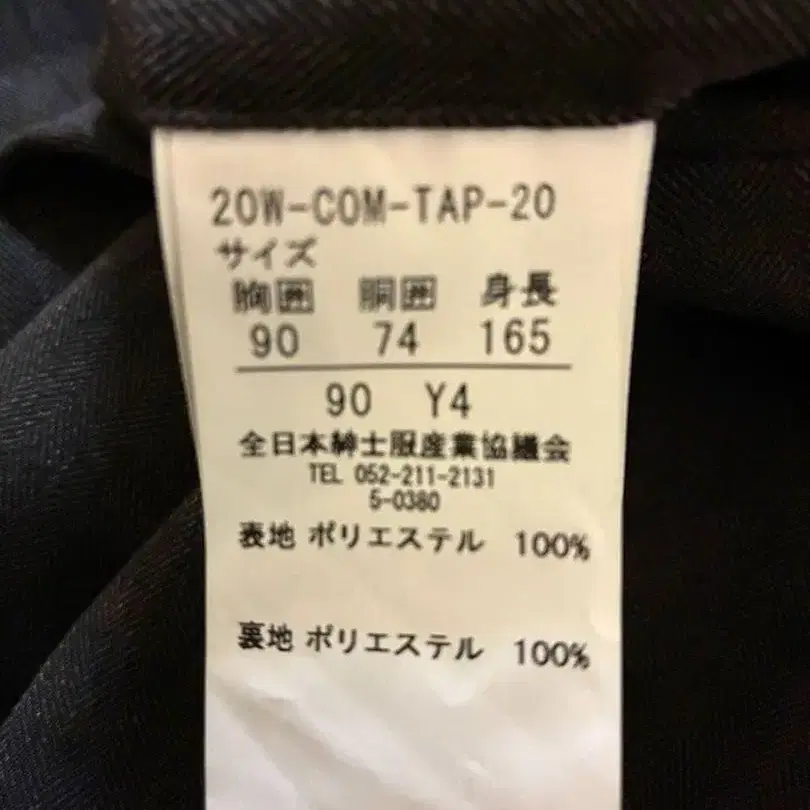 20W-COM-TAP-20
サイズ
胸囲 胴囲 身長
90 74 165
90 Y4
全日本紳士服産業協議会
TEL 052-211-2131
5-0380
表地 ポリエステル 100%
裏地 ポリエステル 100%